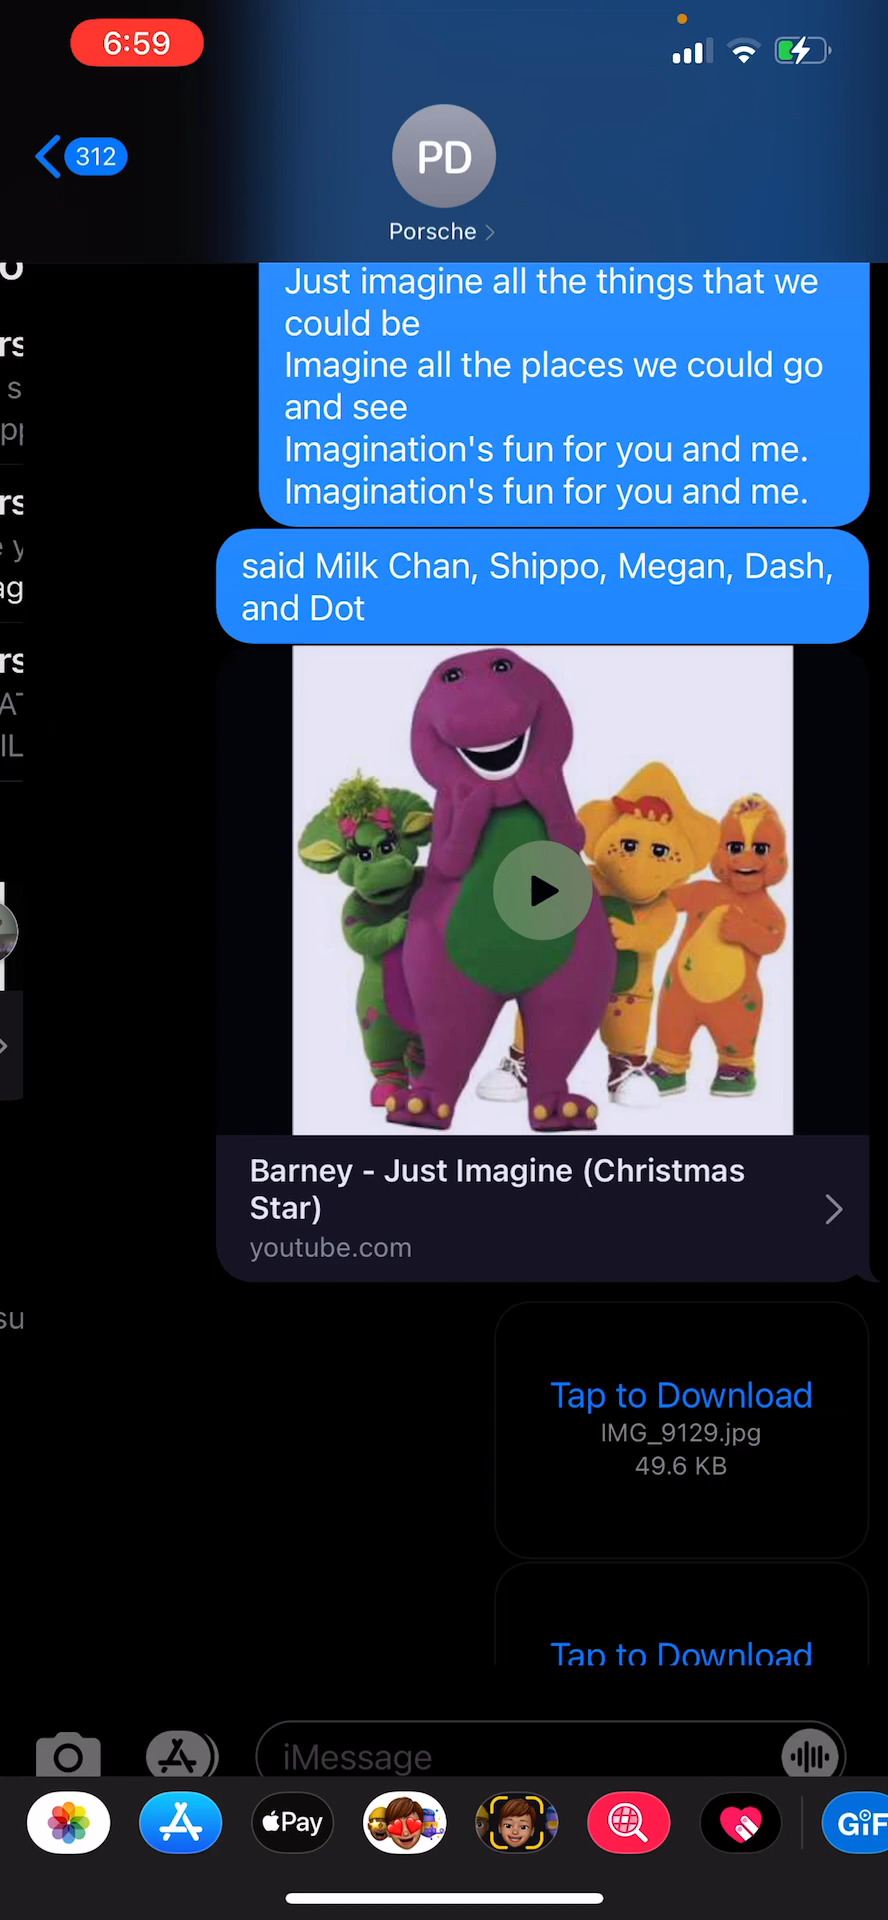 6:59
312
PD
Porsche
Just imagine all the things that we
could be
Imagine all the places we could go
and see
Imagination's fun for you and me.
Imagination's fun for you and me.
said Milk Chan, Shippo, Megan, Dash,
and Dot
Barney - Just Imagine (Christmas
Star)
youtube.com
Tap to Download
IMG_9129.jpg
49.6 KB
Tap to Download
iMessage
Pay
GIF